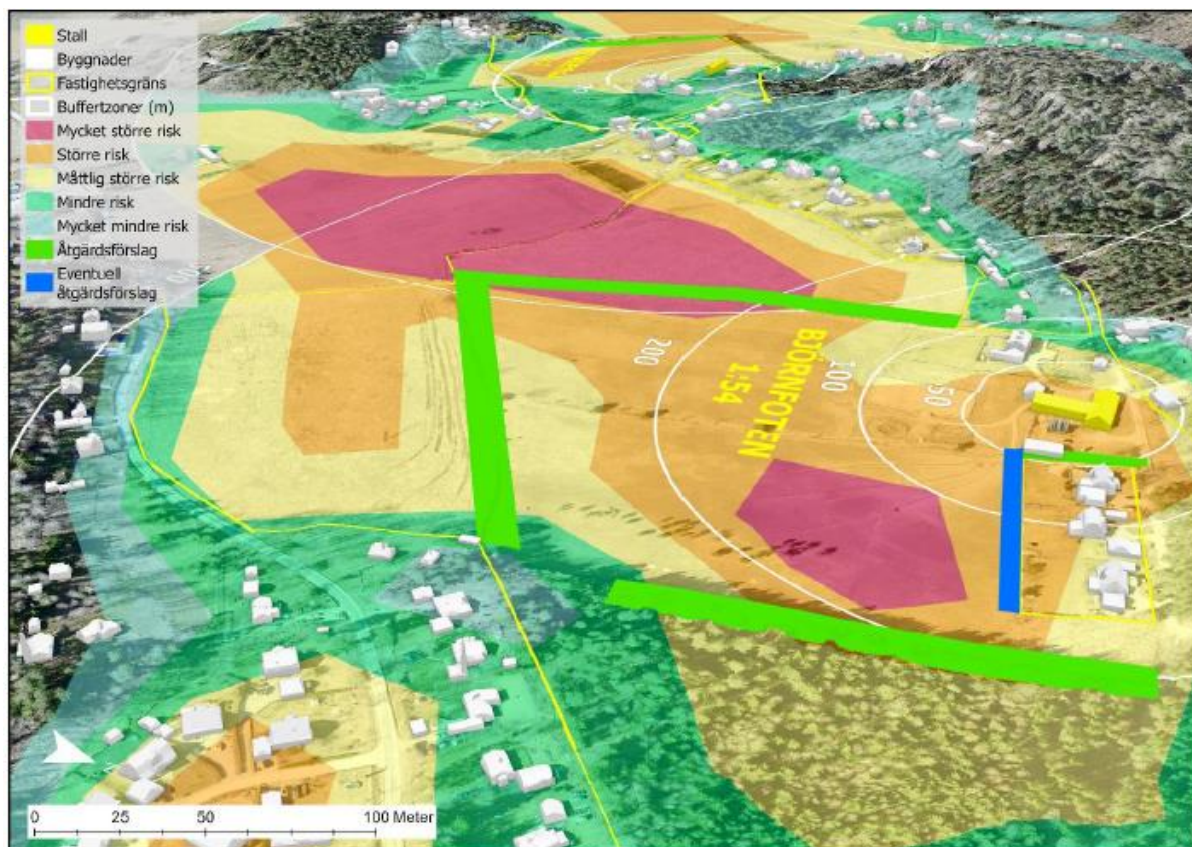 Stall
Byggnader
Fastighetsgräns
Buffertzoner (m)
Mycket större risk
Större risk
Måttlig större risk
Mindre risk
Mycket mindre risk
Åtgärdsförslag
Eventuell
åtgärdsförslag
BJÖRNFOTEN
1:54
200
100
50
0 25 50 100 Meter